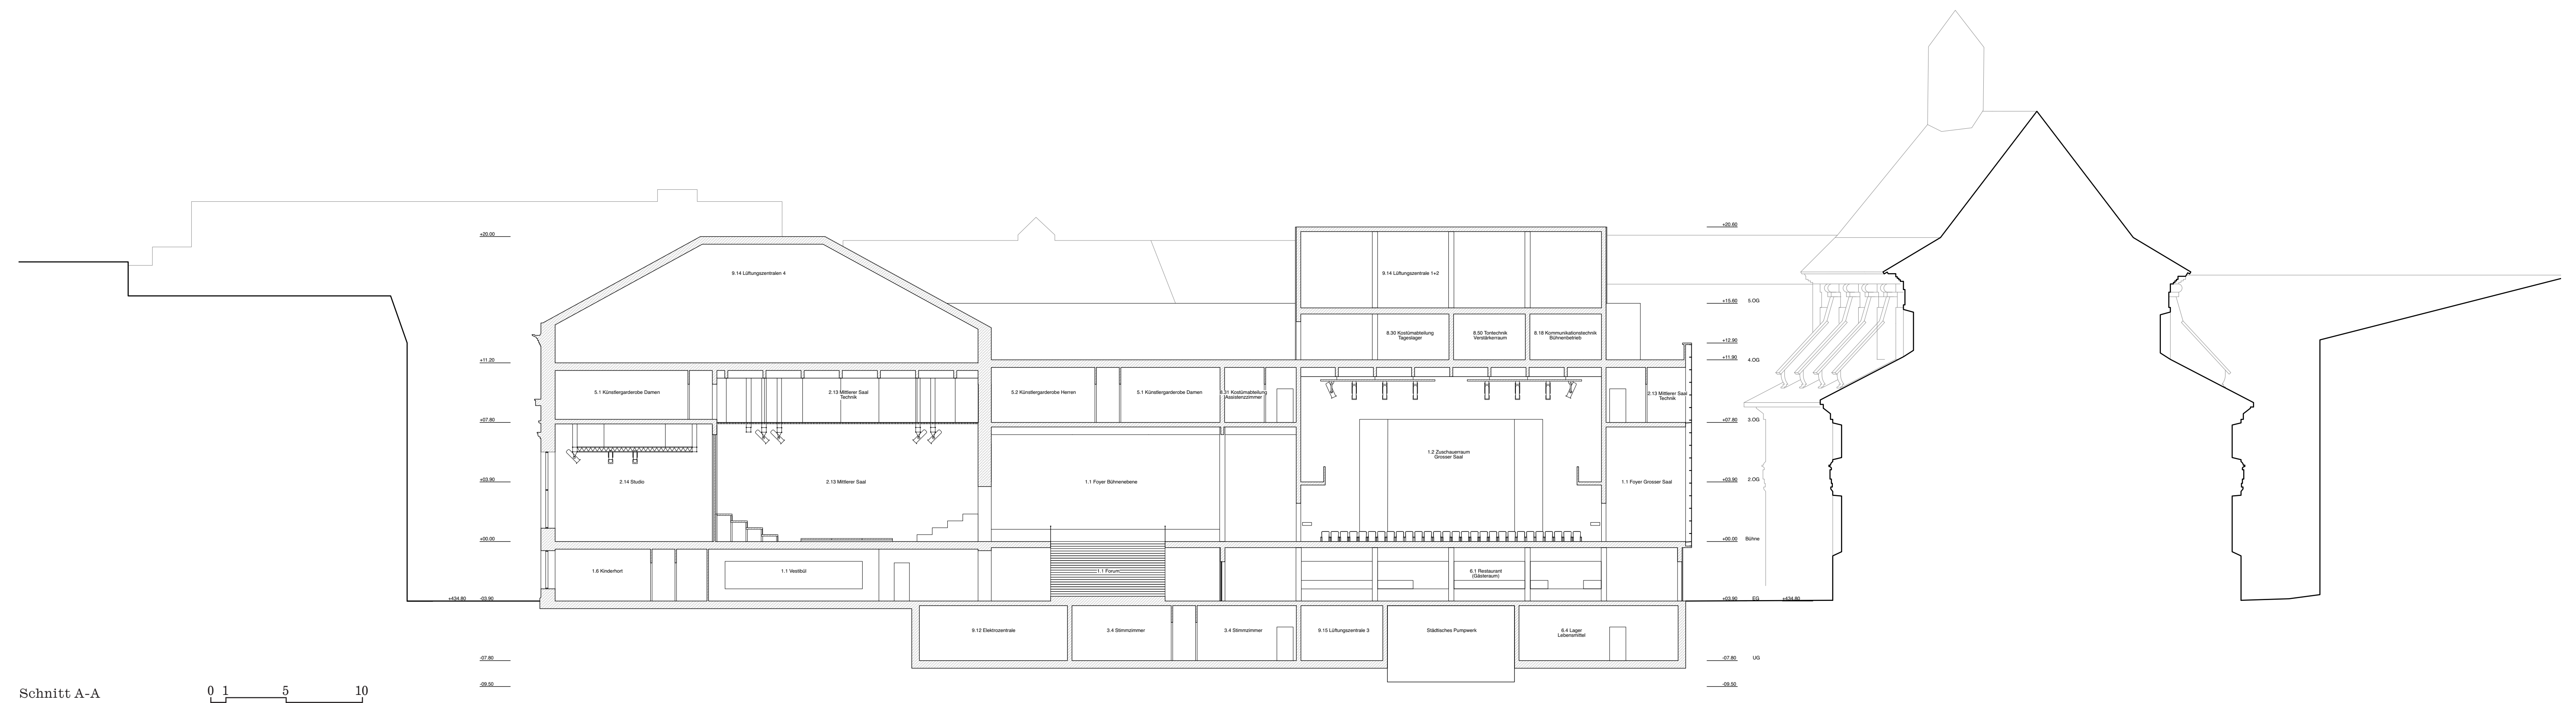 +20.00
+20.60
9.14 Lüftungszentralen 4
9.14 Lüftungszentrale 1+2
+15.60 5.OG
8.30 Kostümabteilung
Tageslager
8.50 Tontechnik
Verstärkerraum
8.18 Kommunikationstechnik
Bühnenbetrieb
+12.90
+11.20
+11.90 4.OG
5.1 Künstlergarderobe Damen
2.13 Mittlerer Saal
Technik
5.2 Künstlergarderobe Herren
5.1 Künstlergarderobe Damen
Kostümabteilung
Assistenzzimmer
2.13 Mittlerer Saal
Technik
+07.80
+07.80 3.OG
1.2 Zuschauerraum
Grosser Saal
+03.90
2.14 Studio
2.13 Mittlerer Saal
1.1 Foyer Bühnenebene
1.1 Foyer Grosser Saal
+03.90 2.OG
+00.00
+00.00 Bühne
1.6 Kinderhort
1.1 Vestibül
1.1 Forum
6.1 Restaurant
(Gästeraum)
+434.80 -03.90
+03.90 EG +434.80
9.12 Elektrozentrale
3.4 Stimmzimmer
3.4 Stimmzimmer
9.15 Lüftungszentrale 3
Städtisches Pumpwerk
6.4 Lager
Lebensmittel
-07.80
-07.80 UG
-09.50
-09.50
Schnitt A-A
0 1 5 10